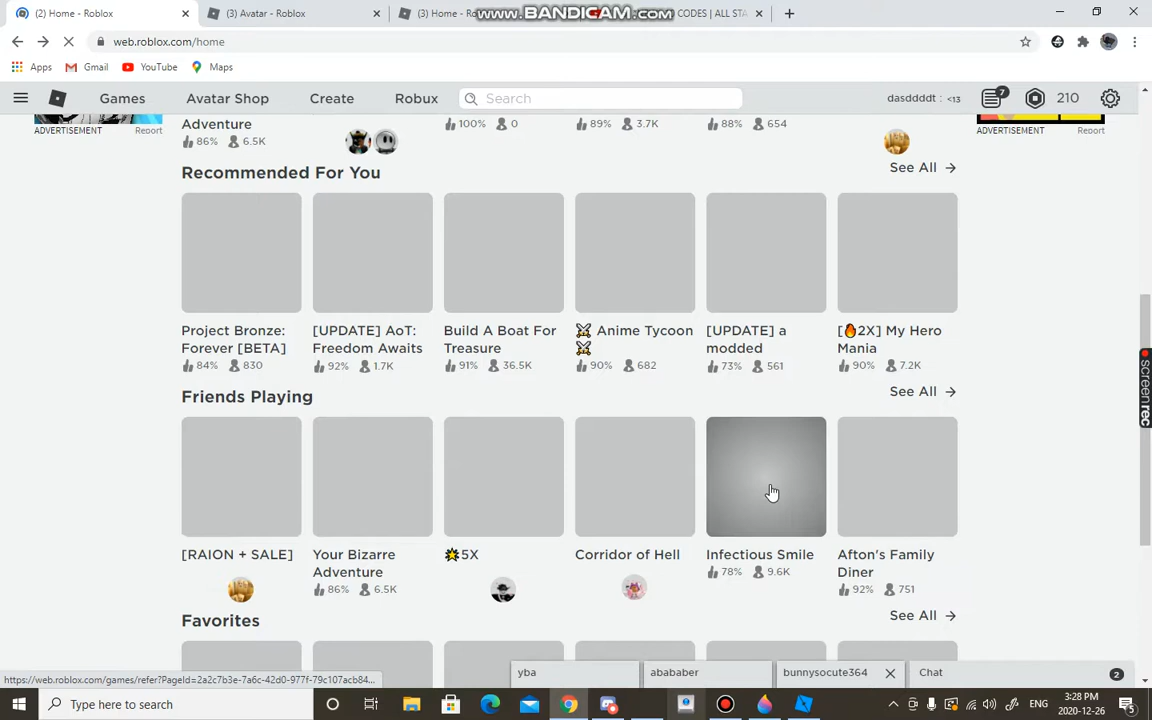 (2) Home - Roblox
(3) Avatar - Roblox
(3) Home - Ro
www.BANDICAM.com
CODES | ALL STA
web.roblox.com/home
Apps
Gmail
YouTube
Maps
Games
Avatar Shop
Create
Robux
Search
dasddddt : <13
7
210
ADVERTISEMENT
Report
Adventure
86% 6.5K
100% 0
89% 3.7K
88% 654
ADVERTISEMENT
Report
Recommended For You
See All
Project Bronze:
Forever [BETA]
84% 830
[UPDATE] AoT:
Freedom Awaits
92% 1.7K
Build A Boat For
Treasure
91% 36.5K
Anime Tycoon
90% 682
[UPDATE] a
modded
73% 561
[🔥2X] My Hero
Mania
90% 7.2K
Friends Playing
See All
[RAION + SALE]
Your Bizarre
Adventure
86% 6.5K
5X
Corridor of Hell
Infectious Smile
78% 9.6K
Afton's Family
Diner
92% 751
Favorites
See All
screenrec
https://web.roblox.com/games/refer?PageId=2a2c7b3e-7a6c-42d0-977f-79c107acb84...
yba
abababer
bunnysocute364
Chat
2
Type here to search
ENG
3:28 PM
2020-12-26
5